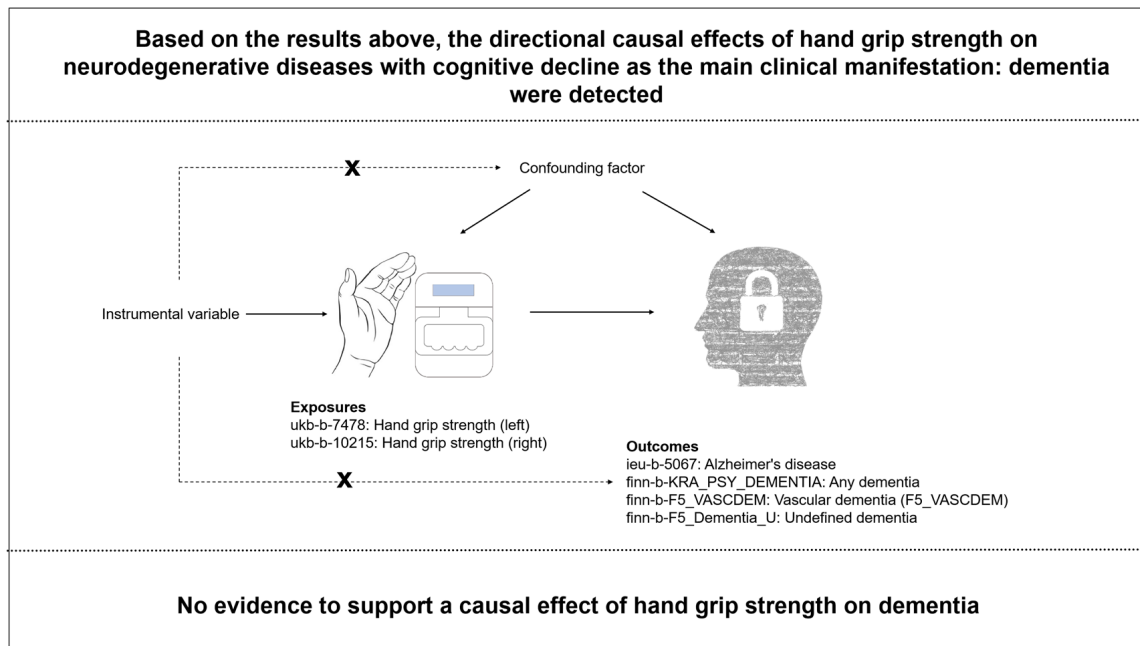 Based on the results above, the directional causal effects of hand grip strength on
neurodegenerative diseases with cognitive decline as the main clinical manifestation: dementia
were detected
X
Confounding factor
Instrumental variable
Exposures
ukb-b-7478: Hand grip strength (left)
ukb-b-10215: Hand grip strength (right)
Outcomes
ieu-b-5067: Alzheimer's disease
X
finn-b-KRA_PSY_DEMENTIA: Any dementia
finn-b-F5_VASCDEM: Vascular dementia (F5_VASCDEM)
finn-b-F5_Dementia_U: Undefined dementia
No evidence to support a causal effect of hand grip strength on dementia